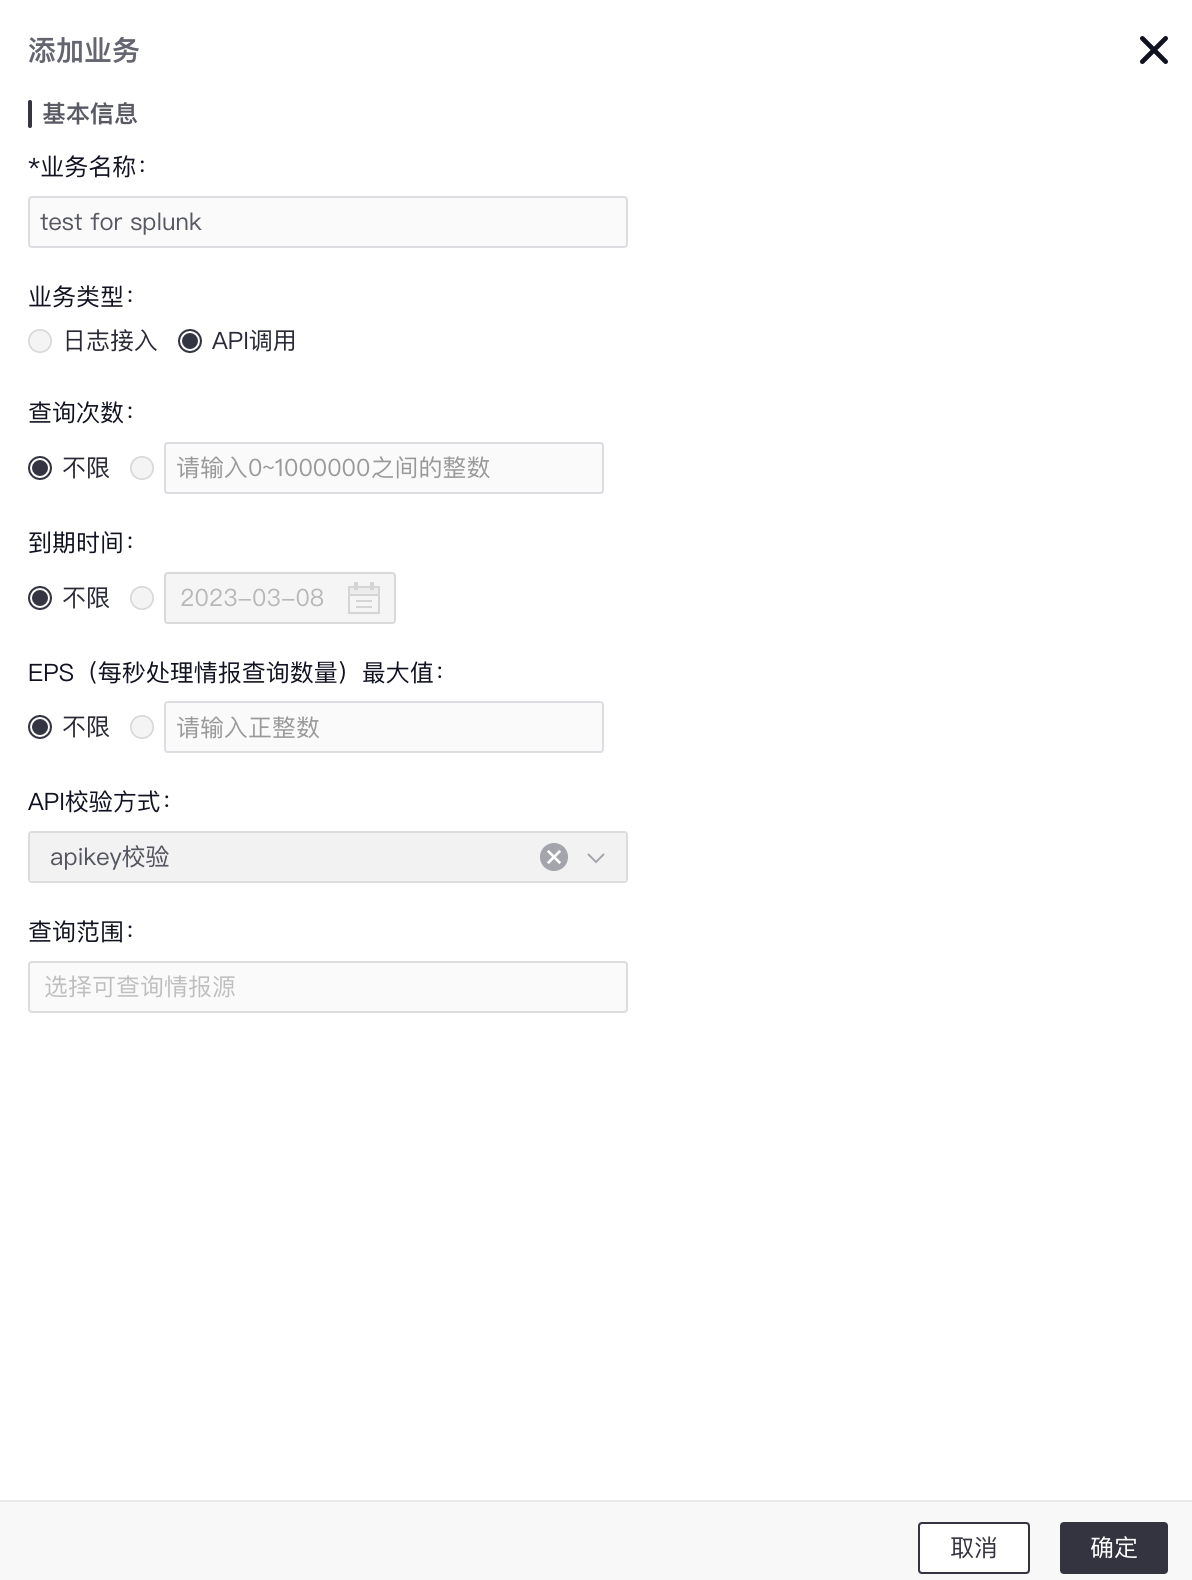 添加业务
基本信息
*业务名称：
test for splunk
业务类型：
日志接入 API调用
查询次数：
不限 请输入0~1000000之间的整数
到期时间：
不限 2023-03-08
EPS（每秒处理情报查询数量）最大值：
不限 请输入正整数
API校验方式：
apikey校验
查询范围：
选择可查询情报源
取消 确定